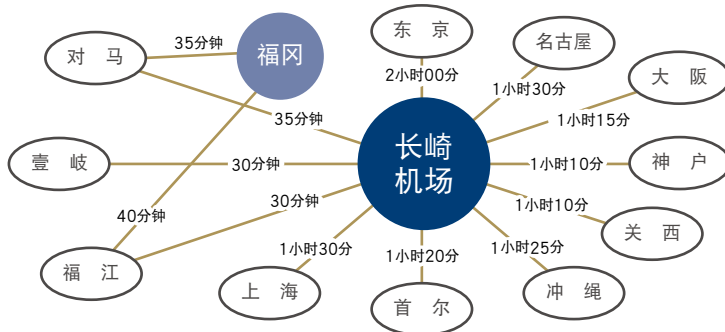 35分钟
东 京
名古屋
对 马
福冈
大 阪
2小时00分
1小时30分
35分钟
1小时15分
长崎
机场
壹 岐
30分钟
1小时10分
神 户
40分钟
30分钟
1小时10分
关 西
1小时30分
1小时20分
1小时25分
福 江
上 海
首 尔
冲 绳